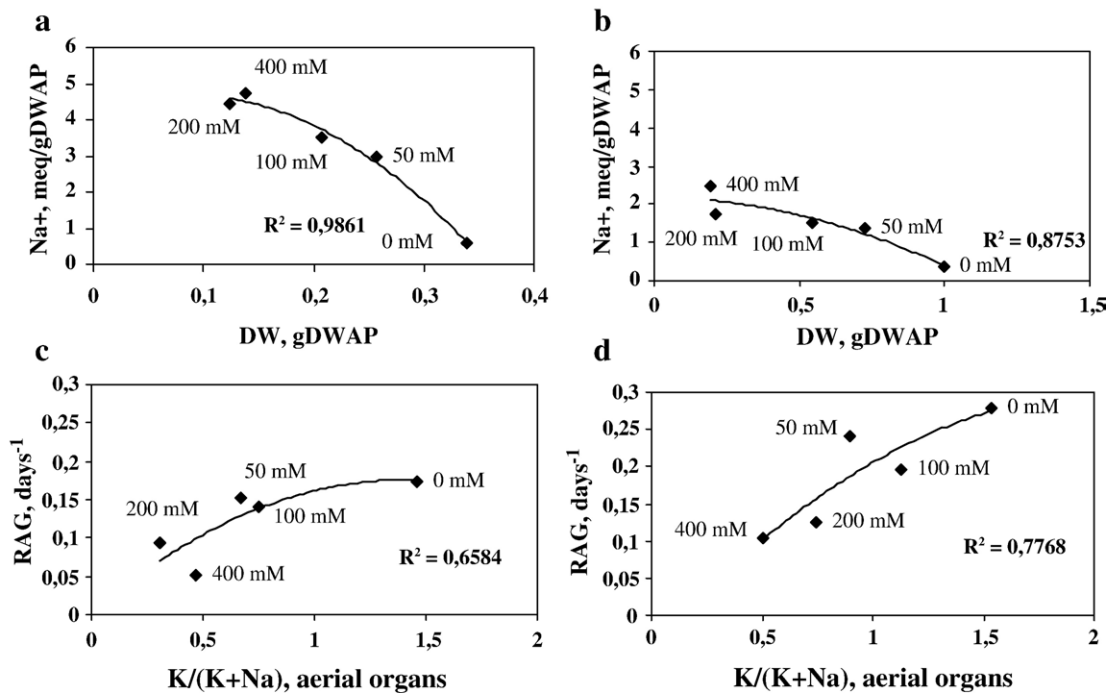 a
6
5
4
3
2
1
0
Na+, meq/gDWAP
400 mM
200 mM
100 mM
50 mM
0 mM
R² = 0,9861
0
0,1
0,2
0,3
0,4
DW, gDWAP
b
6
5
4
3
2
1
0
Na+, meq/gDWAP
400 mM
200 mM
100 mM
50 mM
0 mM
R² = 0,8753
0
0,5
1
1,5
DW, gDWAP
c
0,3
0,25
0,2
0,15
0,1
0,05
0
RAG, days⁻¹
200 mM
50 mM
100 mM
0 mM
400 mM
R² = 0,6584
0
0,5
1
1,5
2
K/(K+Na), aerial organs
d
0,3
0,25
0,2
0,15
0,1
0,05
0
RAG, days⁻¹
0 mM
50 mM
100 mM
200 mM
400 mM
R² = 0,7768
0
0,5
1
1,5
2
K/(K+Na), aerial organs